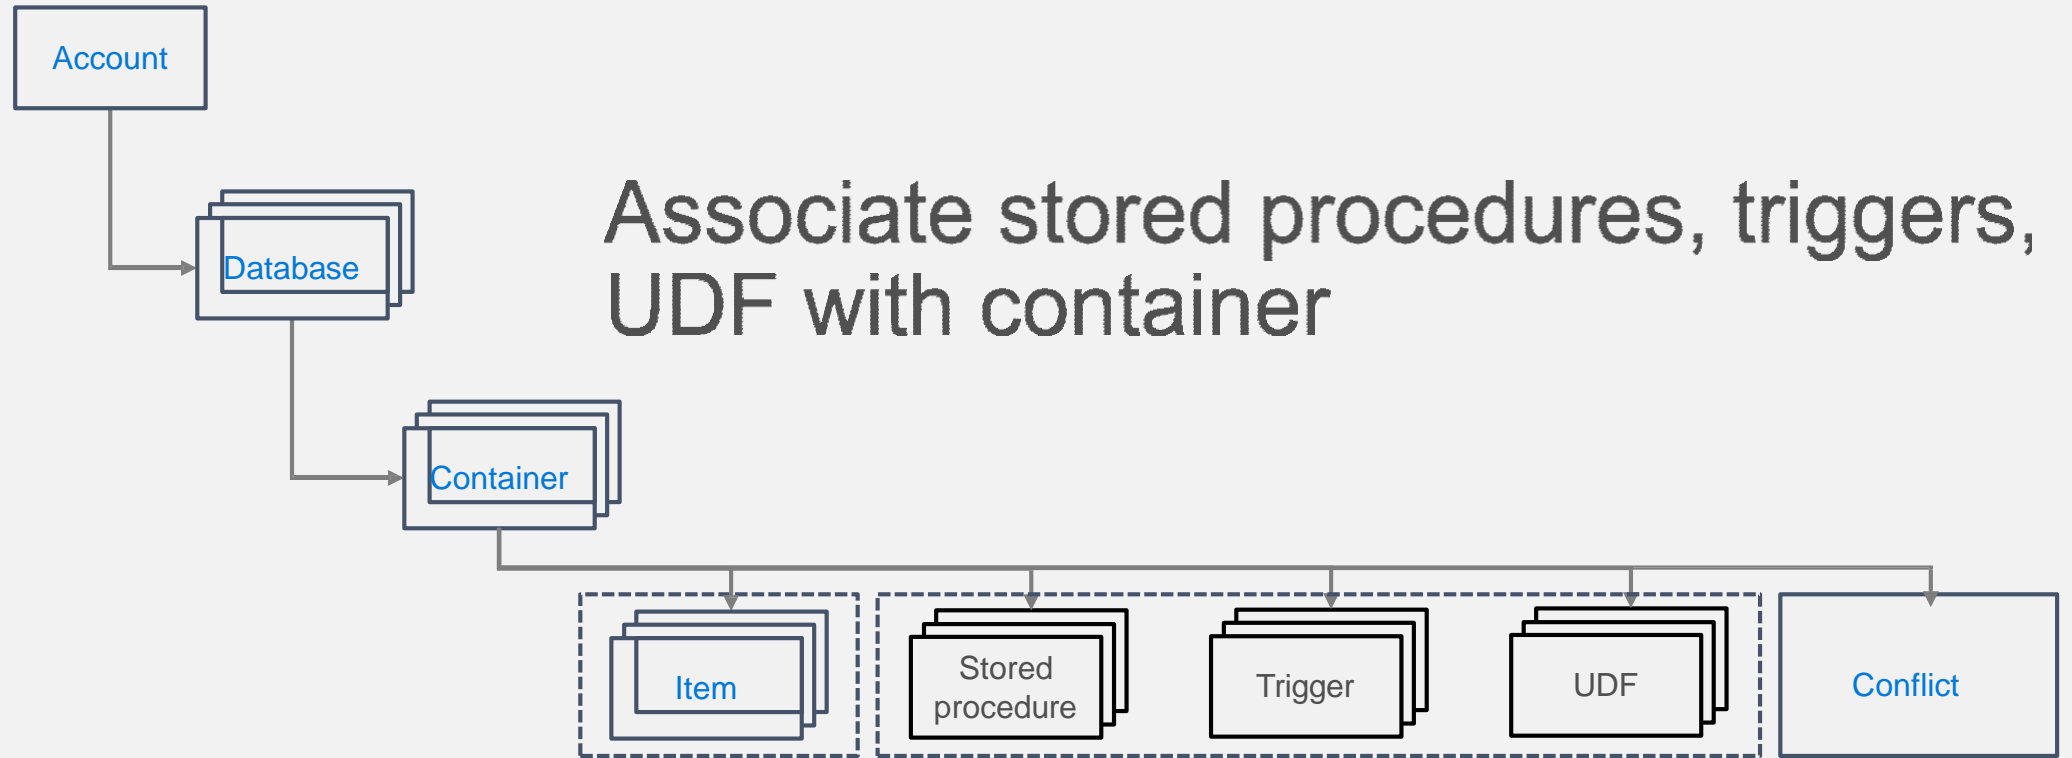 Account
Associate stored procedures, triggers,
UDF with container
Database
Container
Item
Stored
procedure
Trigger
UDF
Conflict